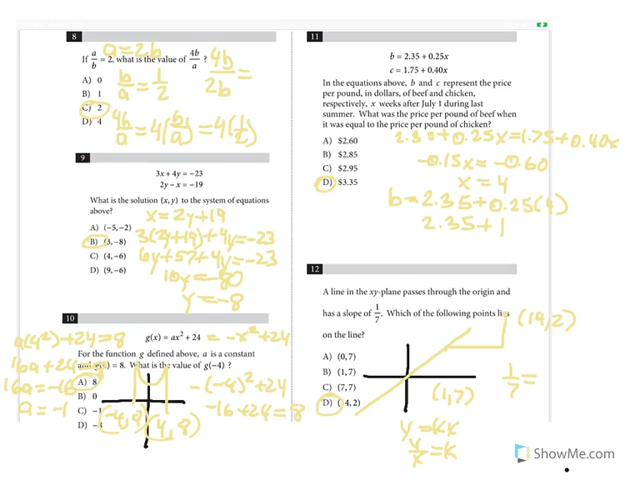 8
a=2b
If a/b = 2, what is the value of 4b/a ?
4b/2b =
A) 0
B) 1
C) 2
D) 4
b/a = 1/2
4b/a = 4(b/a) = 4(1/2)
9
3x + 4y = −23
2y − x = −19
What is the solution (x, y) to the system of equations
above?
x = 2y+19
A) (−5, −2)
B) (3, −8)
C) (4, −6)
D) (9, −6)
3(2y+19)+4y=-23
6y+57+4y=-23
10y=-80
y=-8
10
a(4²)+24=8
g(x) = ax² + 24 = -x²+24
For the function g defined above, a is a constant
and g(4) = 8. What is the value of g(−4) ?
16a+24=8
16a=-16
a=-1
A) 8
B) 0
C) −1
D) −8
-(-4)²+24
-16+24=8
(-4,8)
(4,8)
11
b = 2.35 + 0.25x
c = 1.75 + 0.40x
In the equations above, b and c represent the price
per pound, in dollars, of beef and chicken,
respectively, x weeks after July 1 during last
summer. What was the price per pound of beef when
it was equal to the price per pound of chicken?
2.35+0.25x=1.75+0.40x
A) $2.60
B) $2.85
C) $2.95
D) $3.35
-0.15x=-0.60
x=4
b=2.35+0.25(4)
2.35+1
12
A line in the xy-plane passes through the origin and
has a slope of 1/7. Which of the following points lies
on the line?
(14,2)
A) (0, 7)
B) (1, 7)
C) (7, 7)
D) (14, 2)
1/7 =
(1,7)
y=kx
y/x=k
ShowMe.com